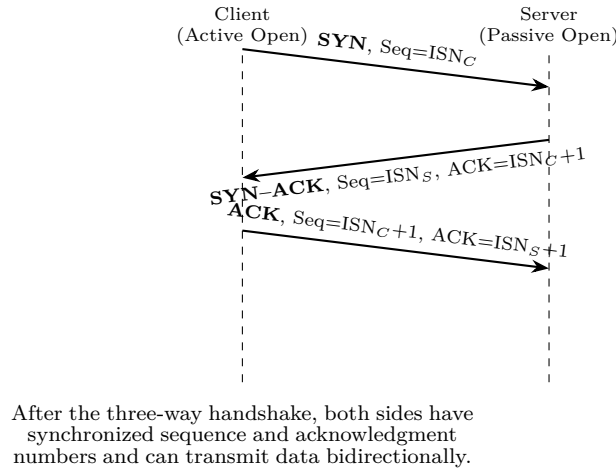 Client
(Active Open)
Server
(Passive Open)
SYN, Seq=ISN_C
SYN–ACK, Seq=ISN_S, ACK=ISN_C+1
ACK, Seq=ISN_C+1, ACK=ISN_S+1
After the three-way handshake, both sides have
synchronized sequence and acknowledgment
numbers and can transmit data bidirectionally.